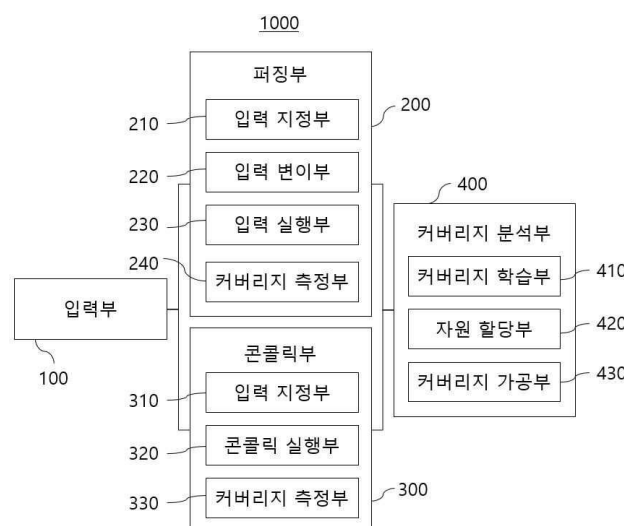 1000
퍼징부
200
210
입력 지정부
220
입력 변이부
230
입력 실행부
240
커버리지 측정부
입력부
100
콘콜릭부
310
입력 지정부
320
콘콜릭 실행부
330
커버리지 측정부
300
400
커버리지 분석부
커버리지 학습부
410
자원 할당부
420
커버리지 가공부
430